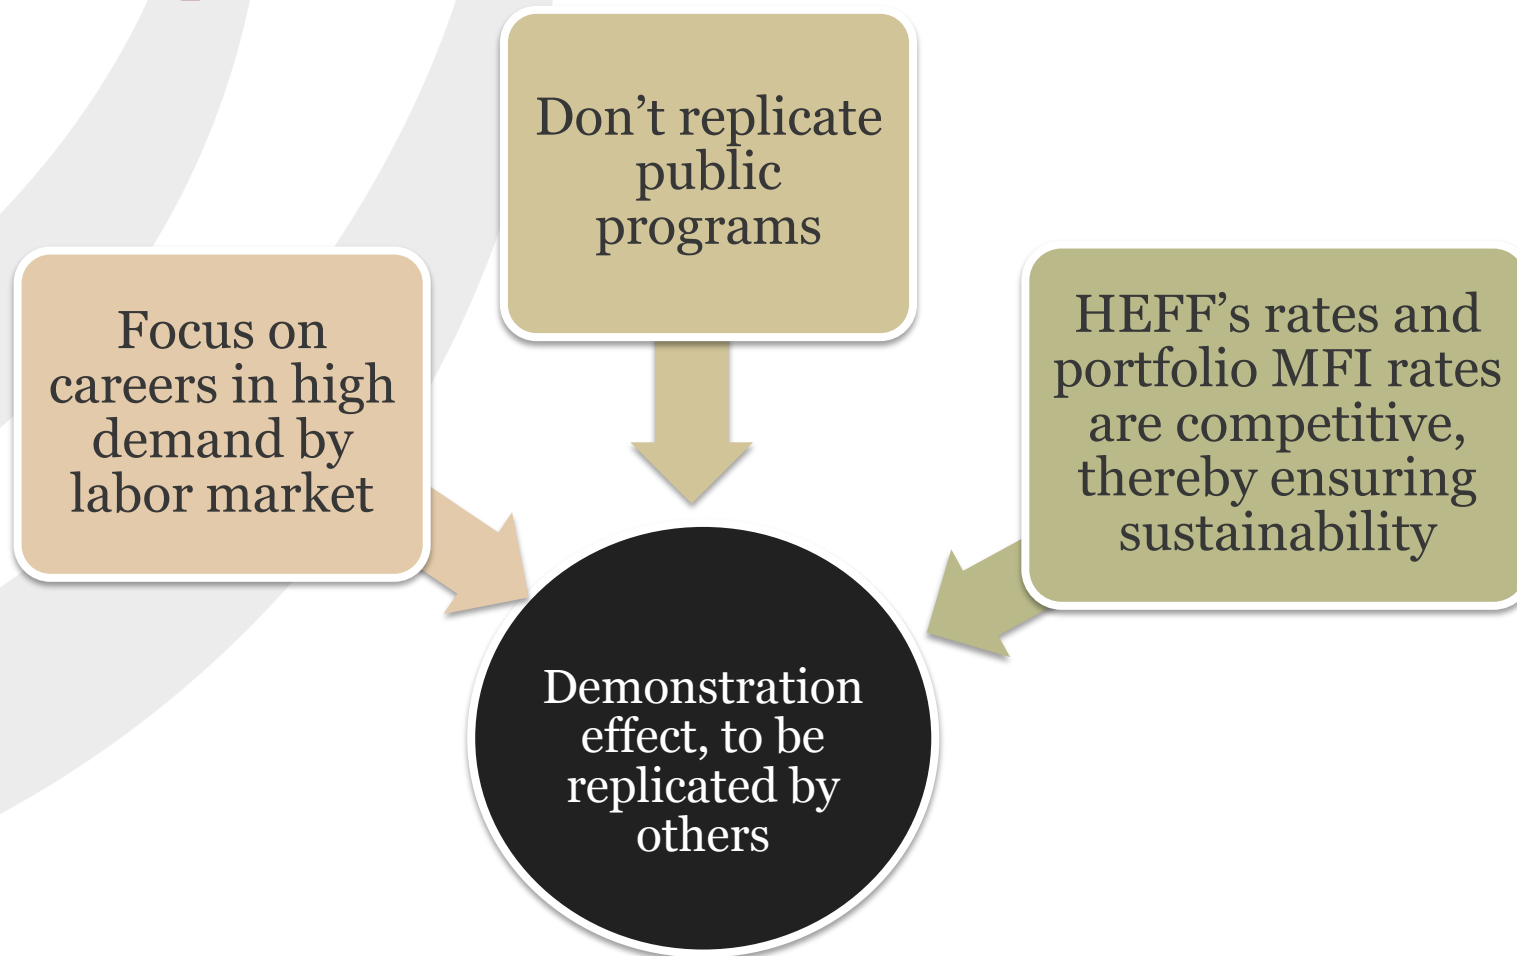 Don’t replicate
public
programs
Focus on
careers in high
demand by
labor market
HEFF’s rates and
portfolio MFI rates
are competitive,
thereby ensuring
sustainability
Demonstration
effect, to be
replicated by
others